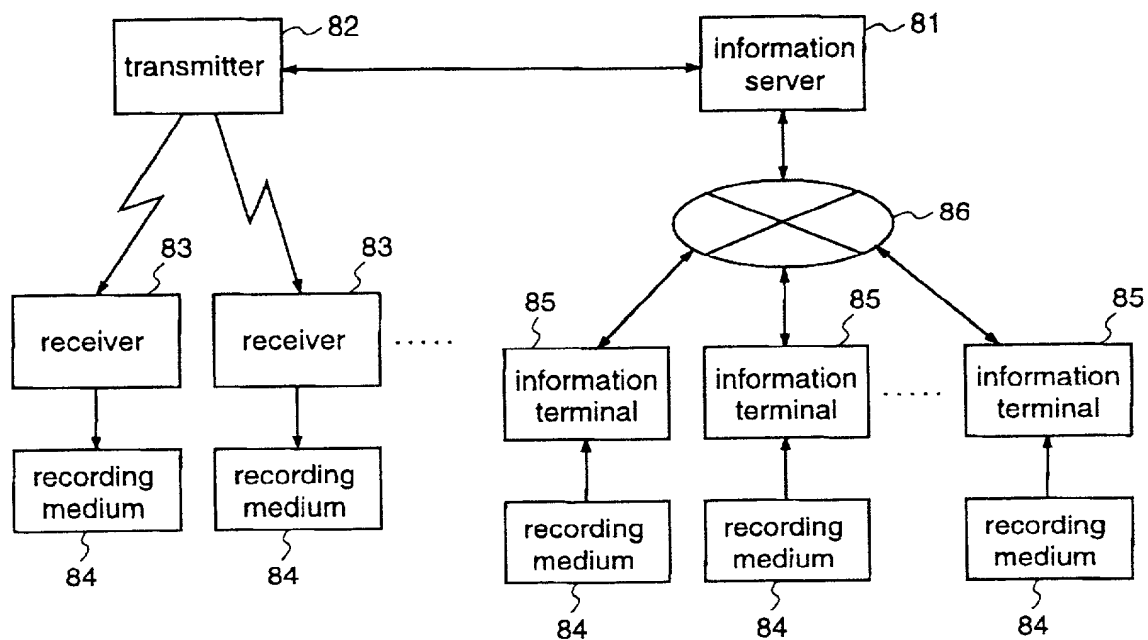 82
transmitter
81
information
server
86
83
83
receiver
receiver
.....
85
85
85
information
terminal
information
terminal
.....
information
terminal
recording
medium
recording
medium
84
84
recording
medium
recording
medium
recording
medium
84
84
84